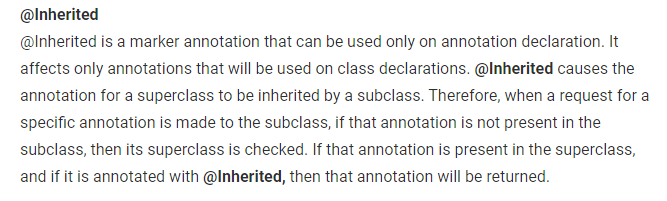 @Inherited
@Inherited is a marker annotation that can be used only on annotation declaration. It
affects only annotations that will be used on class declarations. @Inherited causes the
annotation for a superclass to be inherited by a subclass. Therefore, when a request for a
specific annotation is made to the subclass, if that annotation is not present in the
subclass, then its superclass is checked. If that annotation is present in the superclass,
and if it is annotated with @Inherited, then that annotation will be returned.